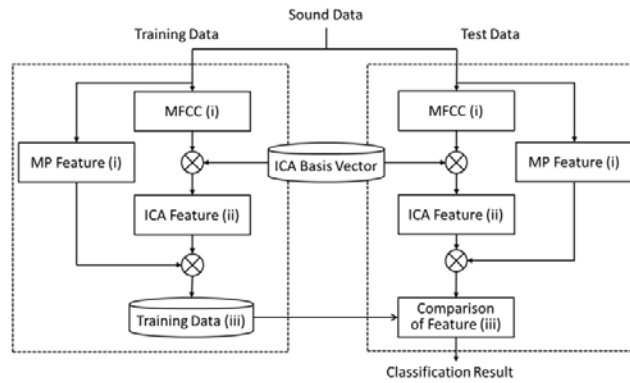 Sound Data
Training Data
Test Data
MFCC (i)
MFCC (i)
MP Feature (i)
ICA Basis Vector
MP Feature (i)
ICA Feature (ii)
ICA Feature (ii)
Training Data (iii)
Comparison
of Feature (iii)
Classification Result